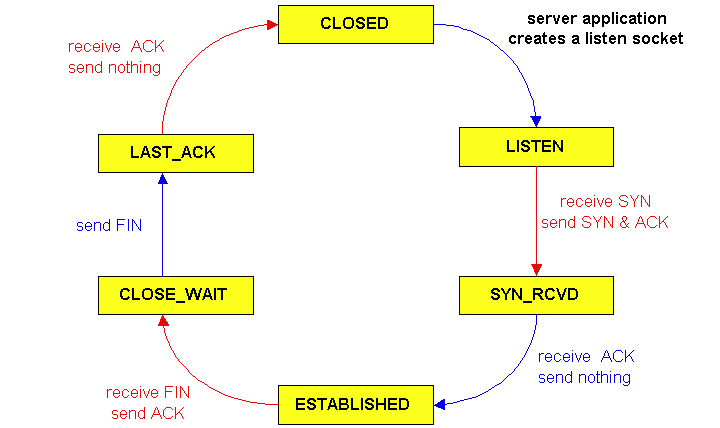 CLOSED
server application
creates a listen socket
receive ACK
send nothing
LAST_ACK
LISTEN
receive SYN
send SYN & ACK
send FIN
CLOSE_WAIT
SYN_RCVD
receive ACK
send nothing
receive FIN
send ACK
ESTABLISHED